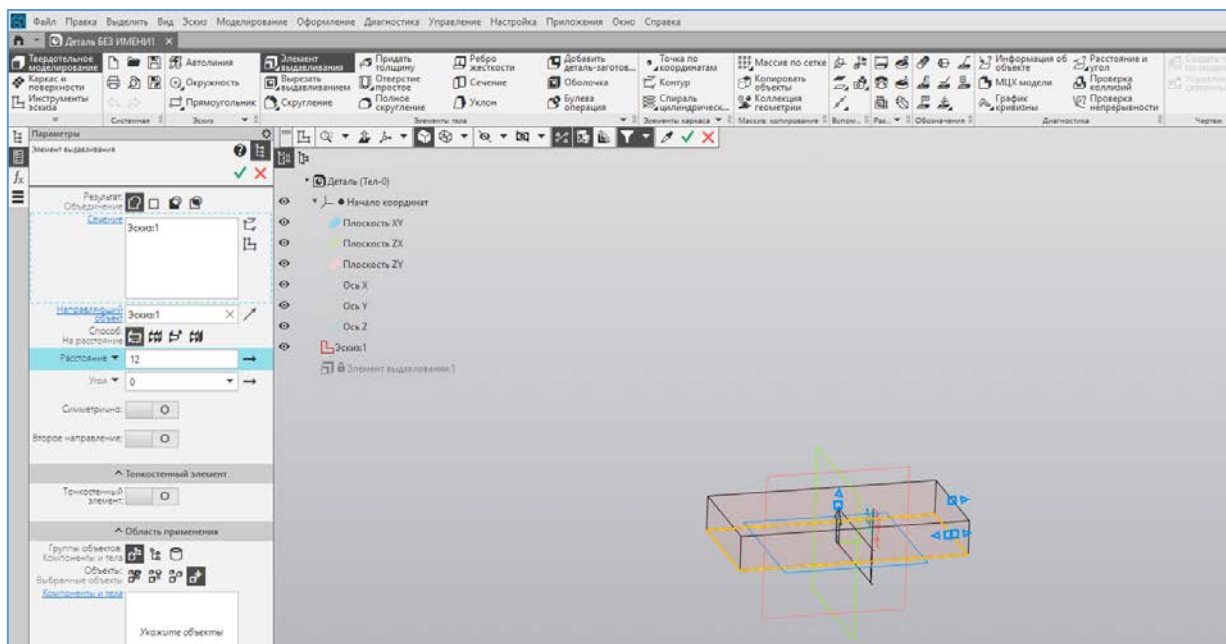 Файл Правка Выделить Вид Эскиз Моделирование Оформление Диагностика Управление Настройка Приложения Окно Справка
Деталь БЕЗ ИМЕНИ1
Твердотельное моделирование
Каркас и поверхности
Инструменты эскиза
Системная
Автолиния
Окружность
Прямоугольник
Эскиз
Элемент выдавливания
Вырезать выдавливанием
Скругление
Придать толщину
Отверстие простое
Полное скругление
Ребро жесткости
Сечение
Уклон
Добавить деталь-заготов...
Оболочка
Булева операция
Элементы тела
Точка по координатам
Контур
Спираль цилиндрическ...
Элементы каркаса
Массив по сетке
Копировать объекты
Коллекция геометрии
Массив, копирование
Вспом...
Раз...
Обозначения
Информация об объекте
МЦХ модели
График кривизны
Расстояние и угол
Проверка коллизий
Проверка непрерывности
Диагностика
Чертеж
Параметры
Элемент выдавливания
Результат:
Объединение
Сечение
Эскиз:1
Направляющий объект
Эскиз:1
Способ:
На расстояние
Расстояние 12
Угол 0
Симметрично:
Второе направление:
Тонкостенный элемент
Тонкостенный элемент:
Область применения
Группы объектов:
Компоненты и тела
Объекты:
Выбранные объекты
Компоненты и тела
Укажите объекты
Деталь (Тел-0)
Начало координат
Плоскость XY
Плоскость ZX
Плоскость ZY
Ось X
Ось Y
Ось Z
Эскиз:1
Элемент выдавливания:1